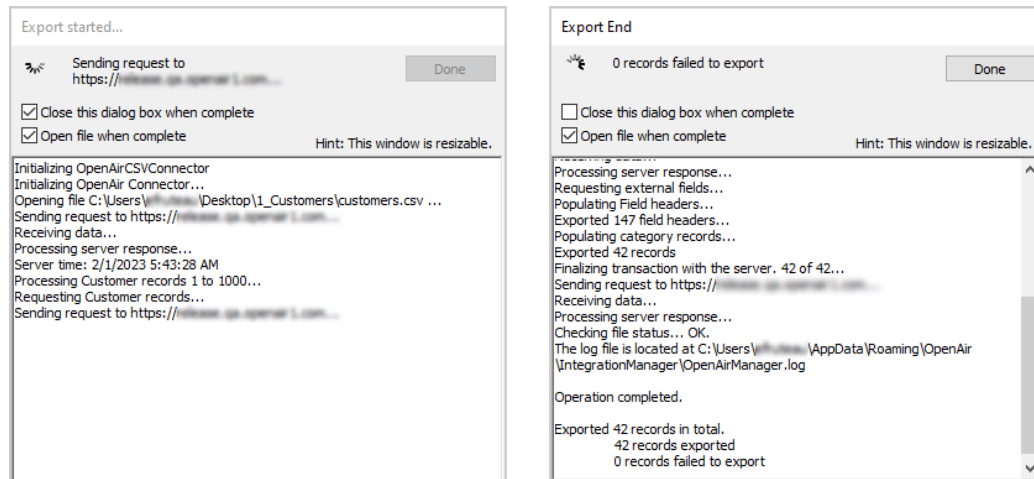 Export started...
Sending request to
https://
Done
Close this dialog box when complete
Open file when complete
Hint: This window is resizable.
Initializing OpenAirCSVConnector
Initializing OpenAir Connector...
Opening file C:\Users\ \Desktop\1_Customers\customers.csv ...
Sending request to https://
Receiving data...
Processing server response...
Server time: 2/1/2023 5:43:28 AM
Processing Customer records 1 to 1000...
Requesting Customer records...
Sending request to https://
Export End
0 records failed to export
Done
Close this dialog box when complete
Open file when complete
Hint: This window is resizable.
Processing server response...
Requesting external fields...
Populating Field headers...
Exported 147 field headers...
Populating category records...
Exported 42 records
Finalizing transaction with the server. 42 of 42...
Sending request to https://
Receiving data...
Processing server response...
Checking file status... OK.
The log file is located at C:\Users\ \AppData\Roaming\OpenAir
\IntegrationManager\OpenAirManager.log
Operation completed.
Exported 42 records in total.
42 records exported
0 records failed to export